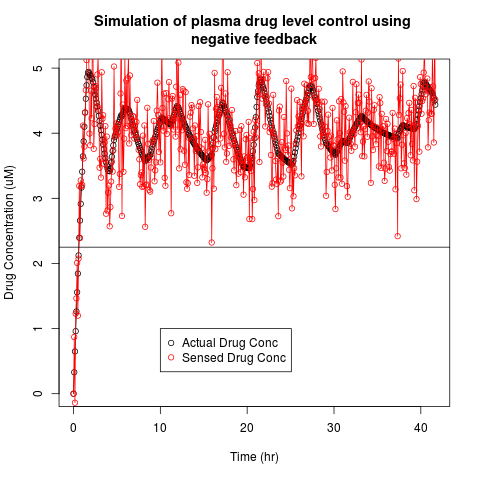 Simulation of plasma drug level control using
negative feedback
Drug Concentration (uM)
5
4
3
2
1
0
Actual Drug Conc
Sensed Drug Conc
0 10 20 30 40
Time (hr)